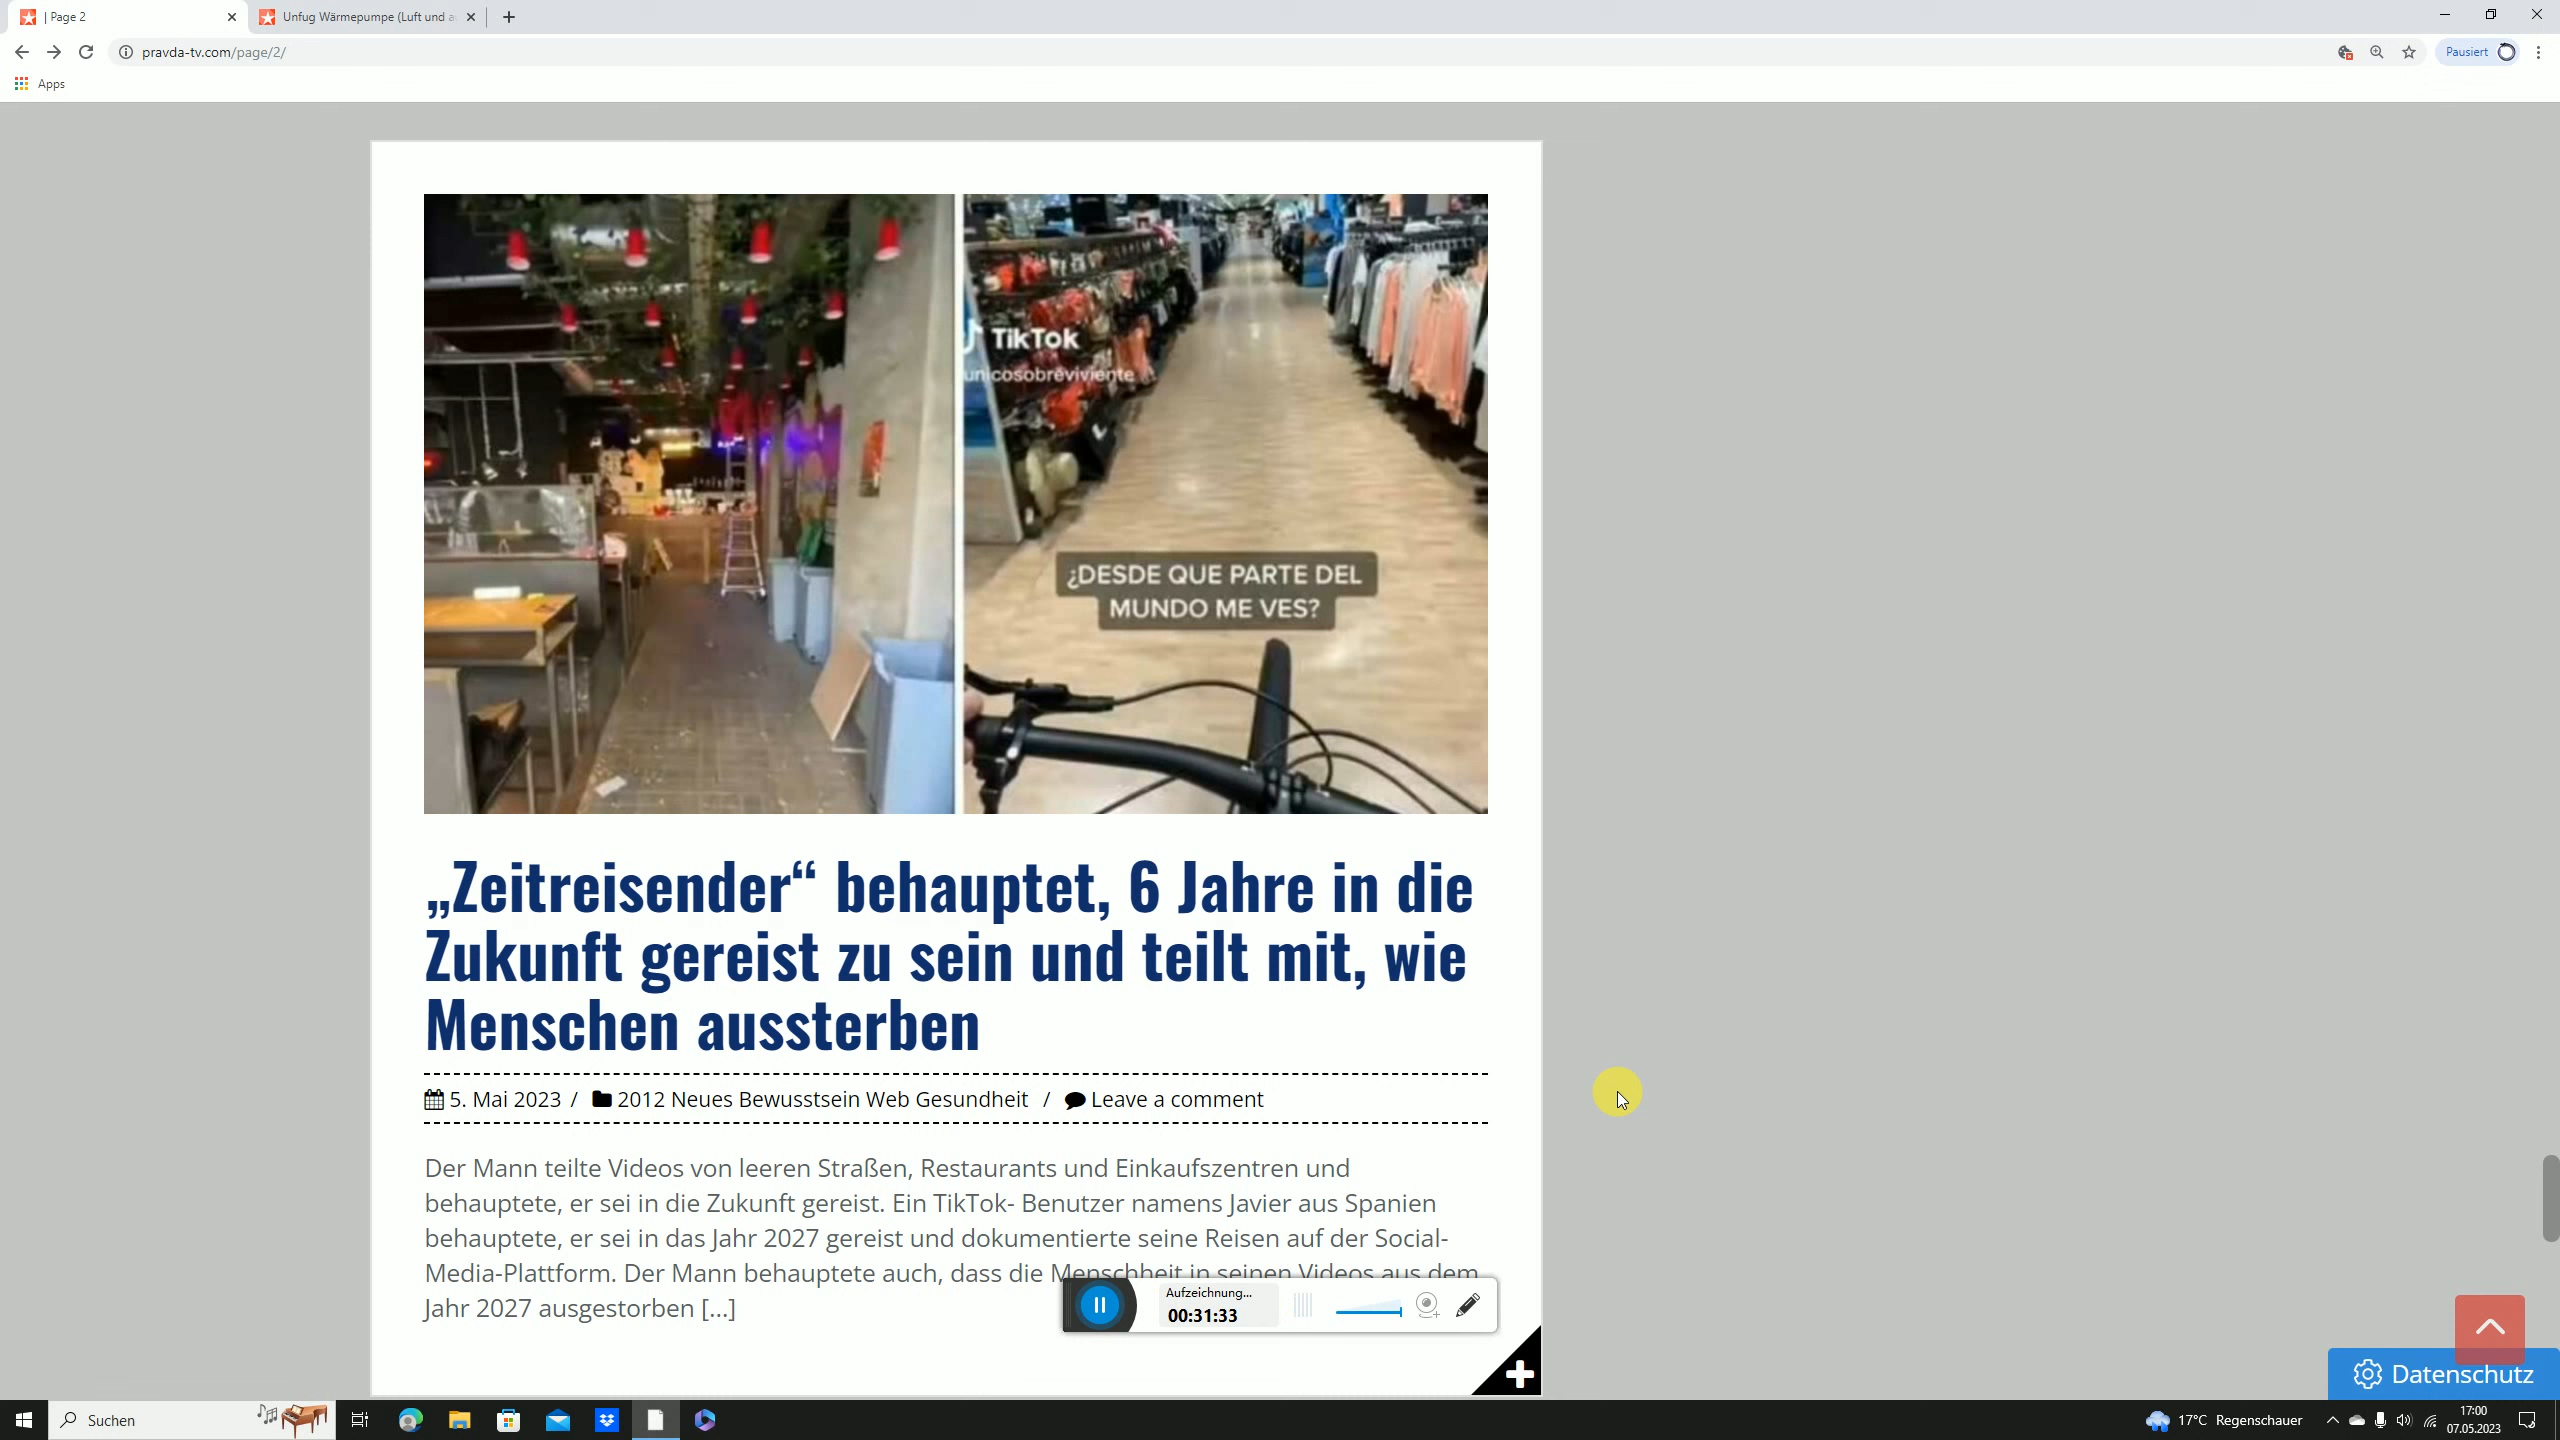 | Page 2
Unfug Wärmepumpe (Luft und a
pravda-tv.com/page/2/
Pausiert
Apps
TikTok
unicosobreviviente
¿DESDE QUE PARTE DEL
MUNDO ME VES?
„Zeitreisender“ behauptet, 6 Jahre in die
Zukunft gereist zu sein und teilt mit, wie
Menschen aussterben
5. Mai 2023 / 2012 Neues Bewusstsein Web Gesundheit / Leave a comment
Der Mann teilte Videos von leeren Straßen, Restaurants und Einkaufszentren und
behauptete, er sei in die Zukunft gereist. Ein TikTok- Benutzer namens Javier aus Spanien
behauptete, er sei in das Jahr 2027 gereist und dokumentierte seine Reisen auf der Social-
Media-Plattform. Der Mann behauptete auch, dass die Menschheit in seinen Videos aus dem
Jahr 2027 ausgestorben [...]
Aufzeichnung...
00:31:33
Datenschutz
Suchen
17°C Regenschauer
17:00
07.05.2023